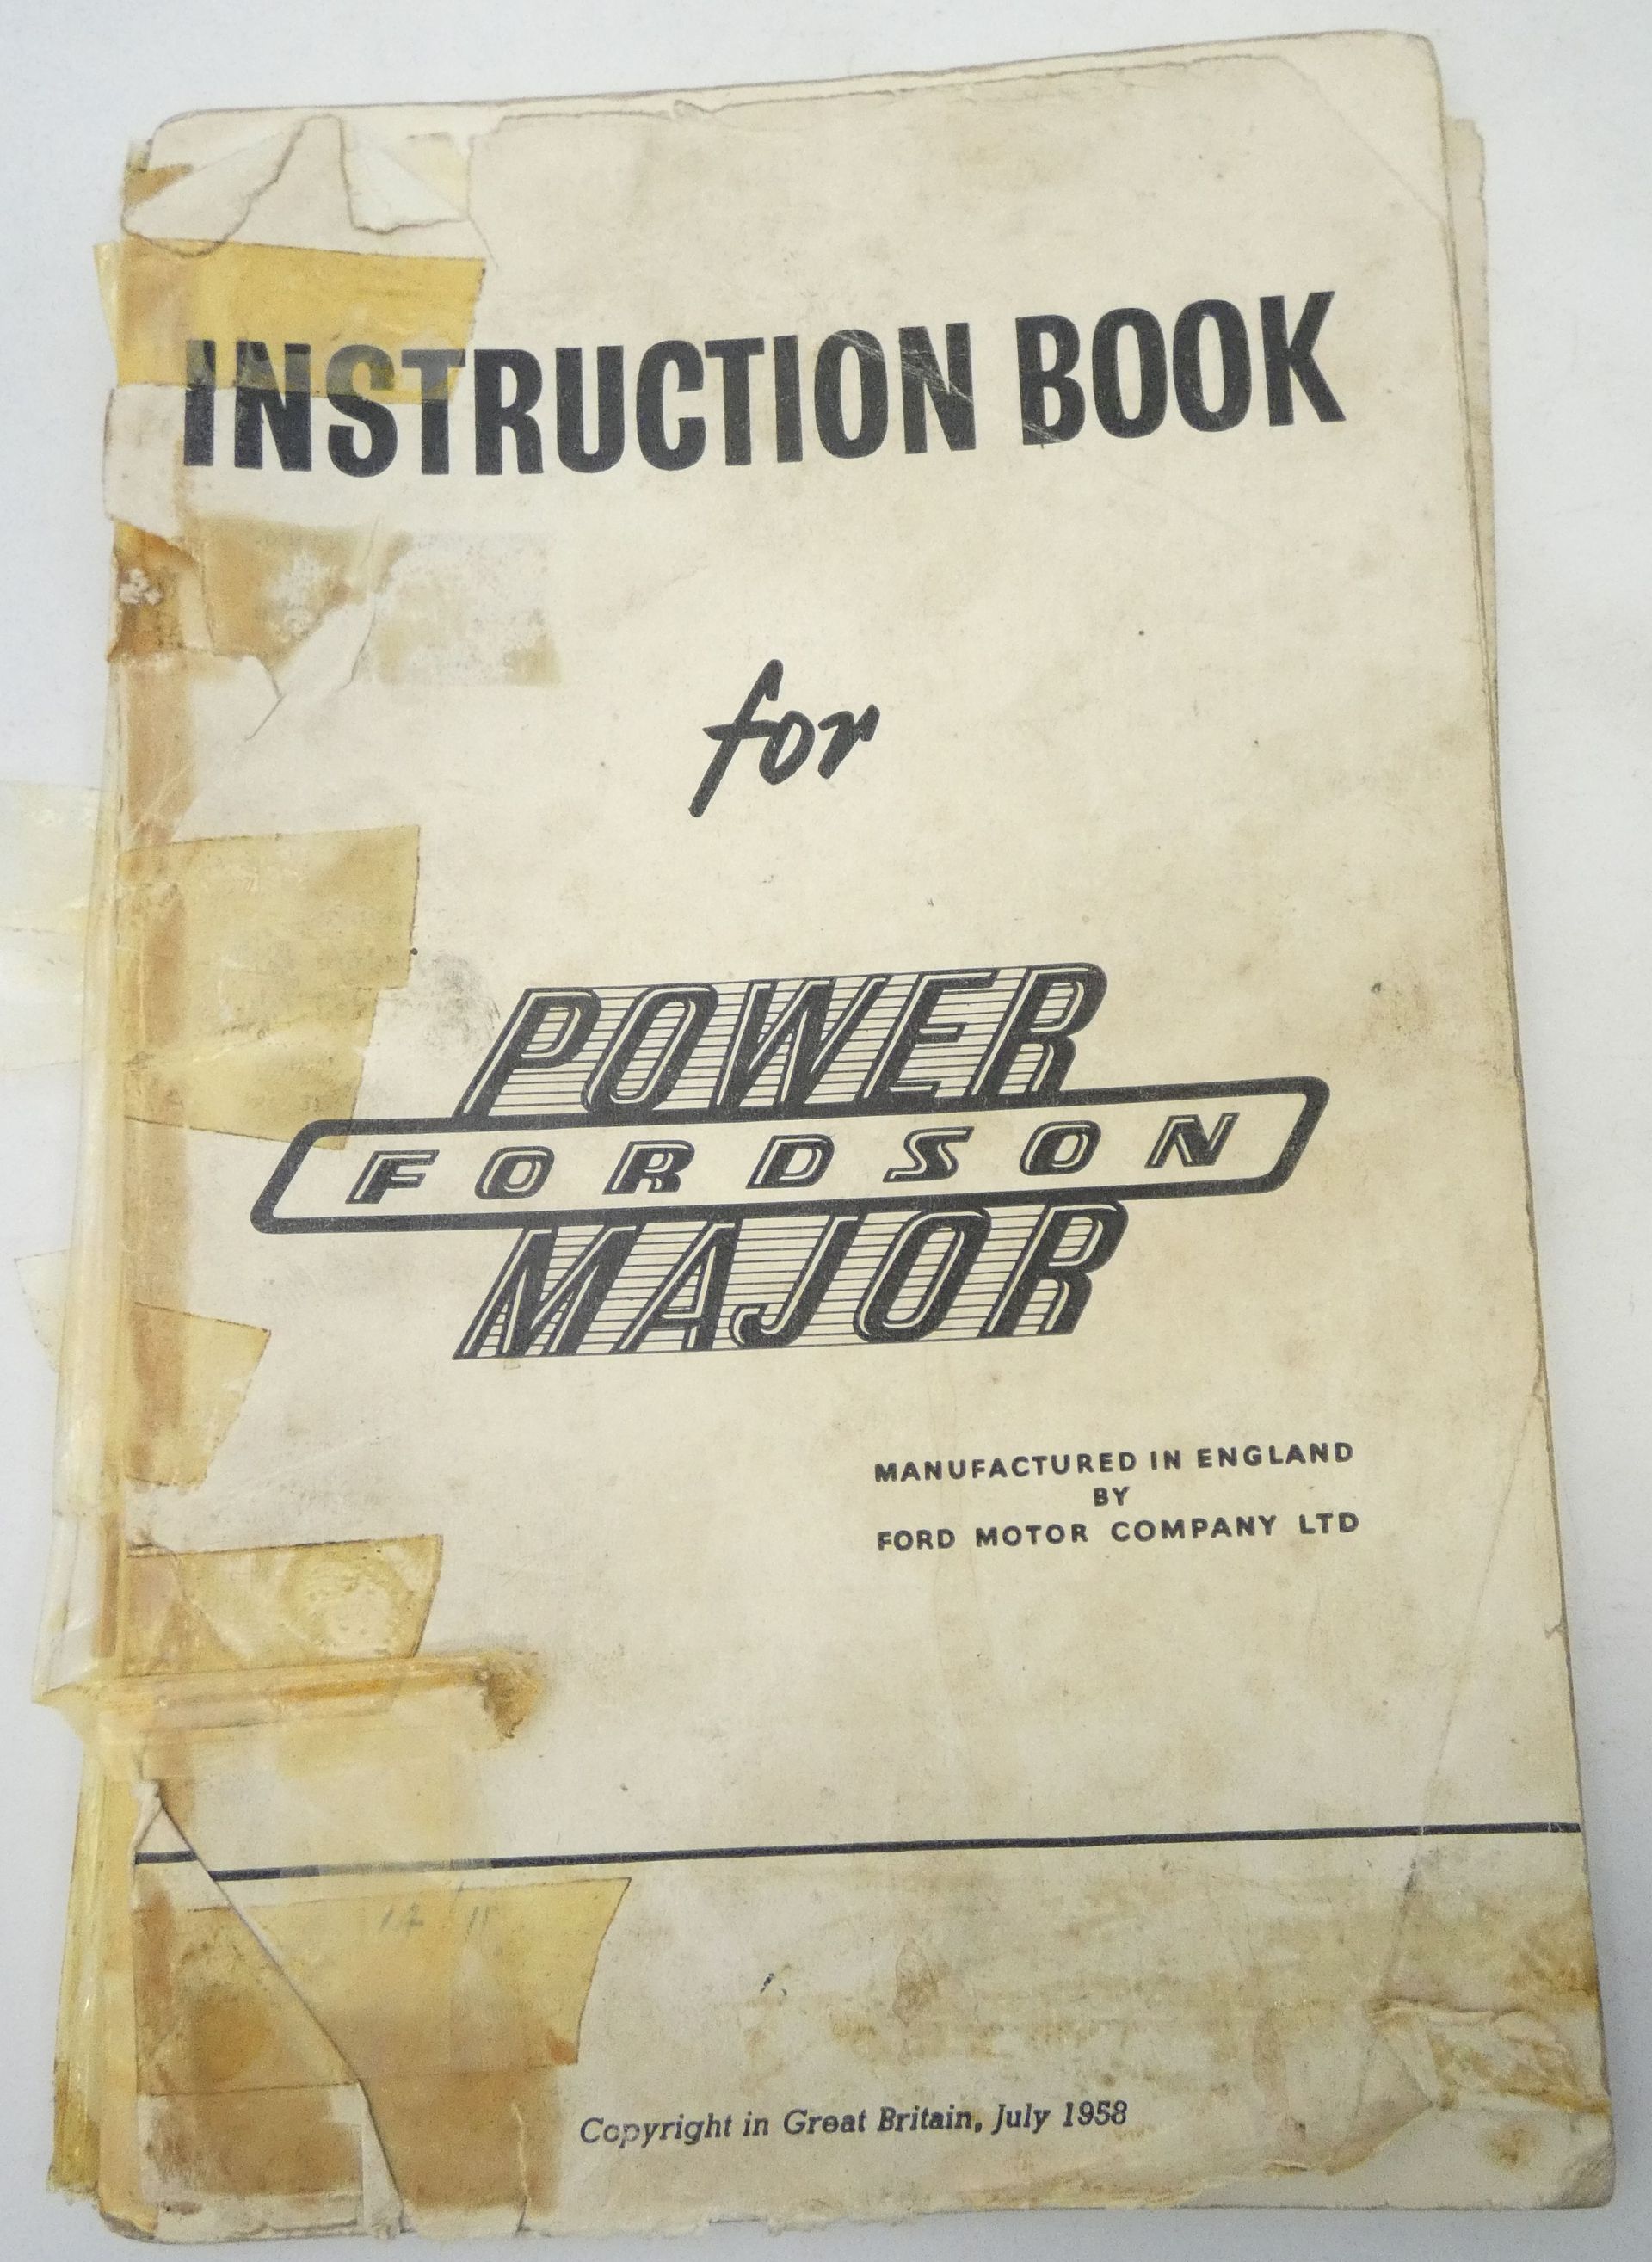 INSTRUCTION BOOK
for
POWER
FORDSON
MAJOR
MANUFACTURED IN ENGLAND
BY
FORD MOTOR COMPANY LTD
Copyright in Great Britain, July 1958